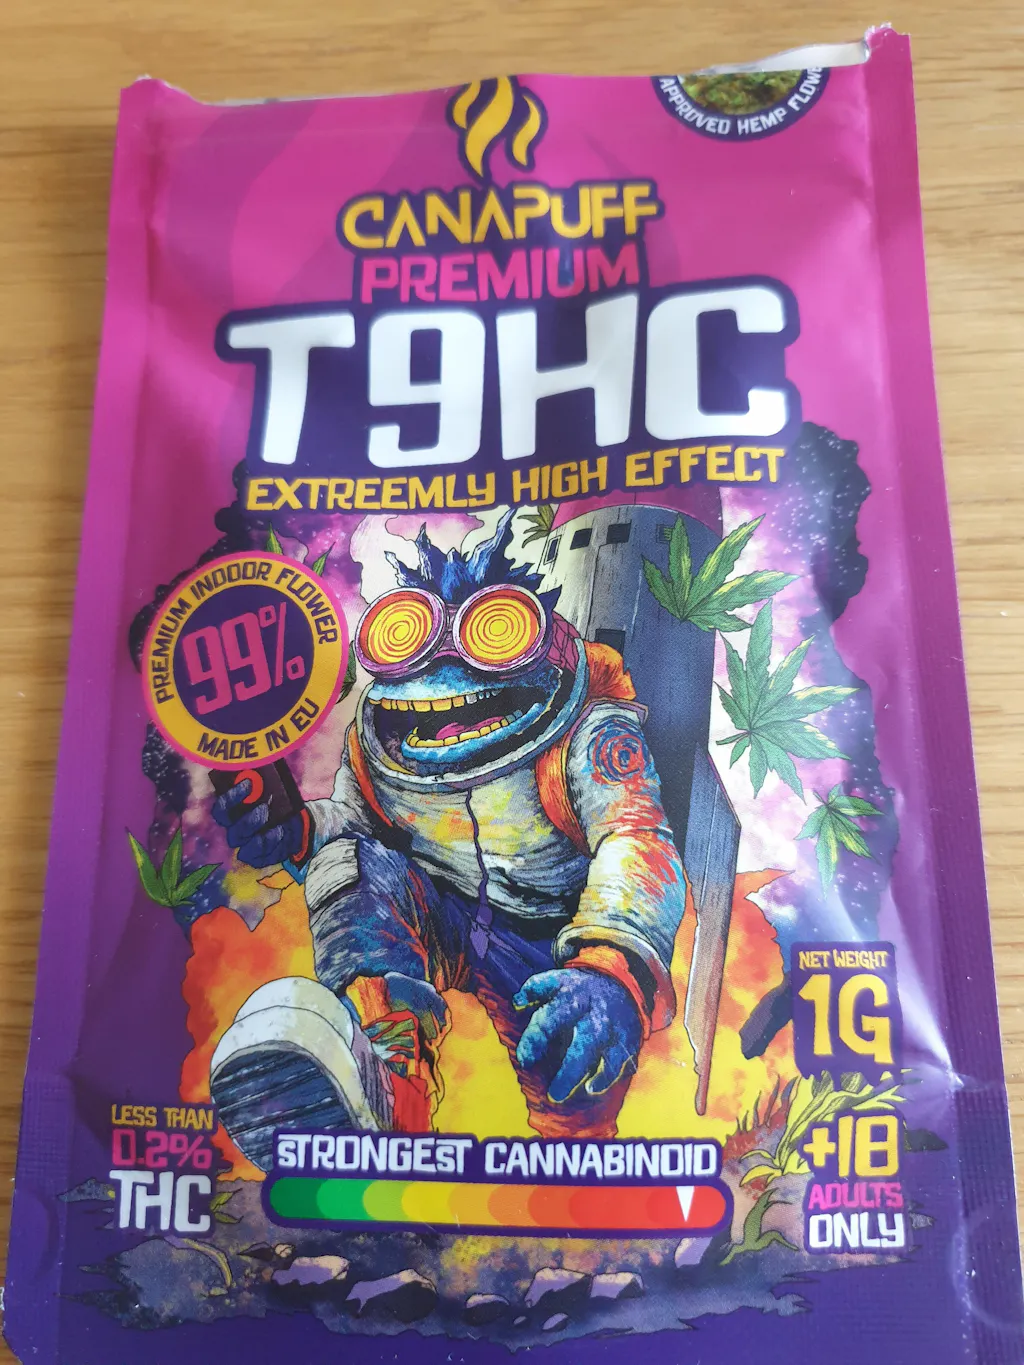 APPROVED HEMP FLOWE
CANAPUFF
PREMIUM
T9HC
EXTREEMLY HIGH EFFECT
PREMIUM INDOOR FLOWER
99%
MADE IN EU
NET WEIGHT
1G
LESS THAN
0.2%
THC
STRONGEST CANNABINOID
+18
ADULTS
ONLY